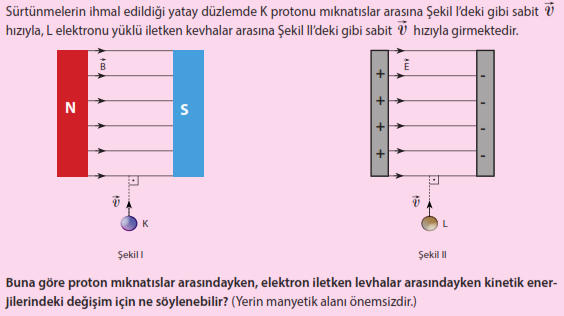 Sürtünmelerin ihmal edildiği yatay düzlemde K protonu mıknatıslar arasına Şekil I'deki gibi sabit v
hızıyla, L elektronu yüklü iletken kevhalar arasına Şekil II'deki gibi sabit v hızıyla girmektedir.
B
N
S
v
K
Şekil I
E
+ -
+ -
+ -
+ -
v
L
Şekil II
Buna göre proton mıknatıslar arasındayken, elektron iletken levhalar arasındayken kinetik ener-
jilerindeki değişim için ne söylenebilir? (Yerin manyetik alanı önemsizdir.)